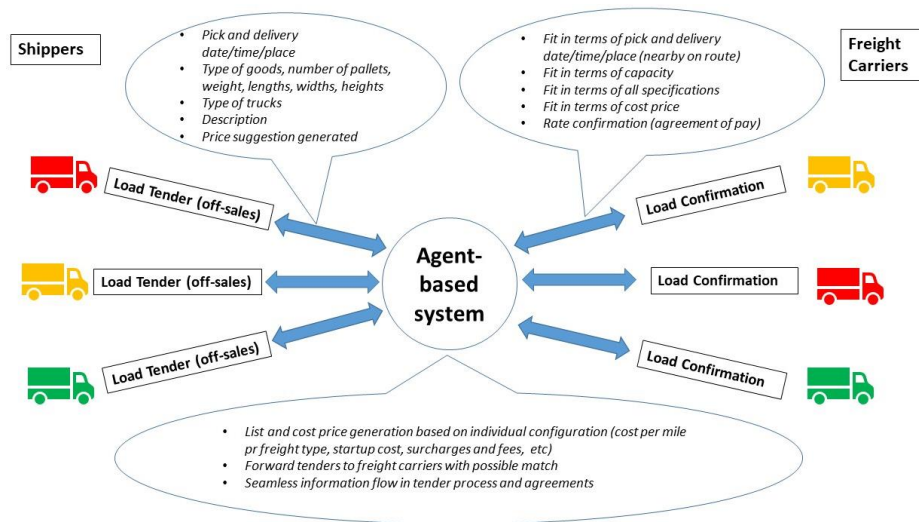 Shippers
• Pick and delivery
date/time/place
• Type of goods, number of pallets,
weight, lengths, widths, heights
• Type of trucks
• Description
• Price suggestion generated
• Fit in terms of pick and delivery
date/time/place (nearby on route)
• Fit in terms of capacity
• Fit in terms of all specifications
• Fit in terms of cost price
• Rate confirmation (agreement of pay)
Freight
Carriers
Load Tender (off-sales)
Load Tender (off-sales)
Load Tender (off-sales)
Agent-
based
system
Load Confirmation
Load Confirmation
Load Confirmation
• List and cost price generation based on individual configuration (cost per mile
pr freight type, startup cost, surcharges and fees, etc)
• Forward tenders to freight carriers with possible match
• Seamless information flow in tender process and agreements